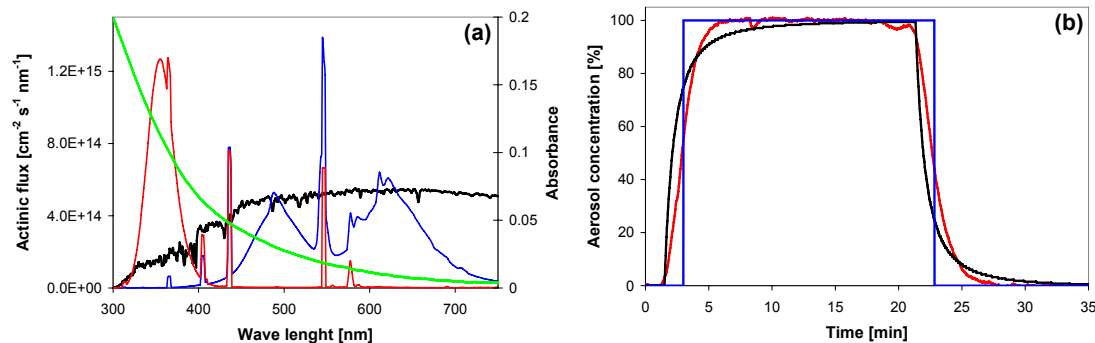 (a)
Actinic flux [cm-2 s-1 nm-1]
1.2E+15
8.0E+14
4.0E+14
0.0E+00
300 400 500 600 700
Wave lenght [nm]
0.2
0.15
0.1
0.05
0
Absorbance
(b)
Aerosol concentration [%]
100
80
60
40
20
0
0 5 10 15 20 25 30 35
Time [min]